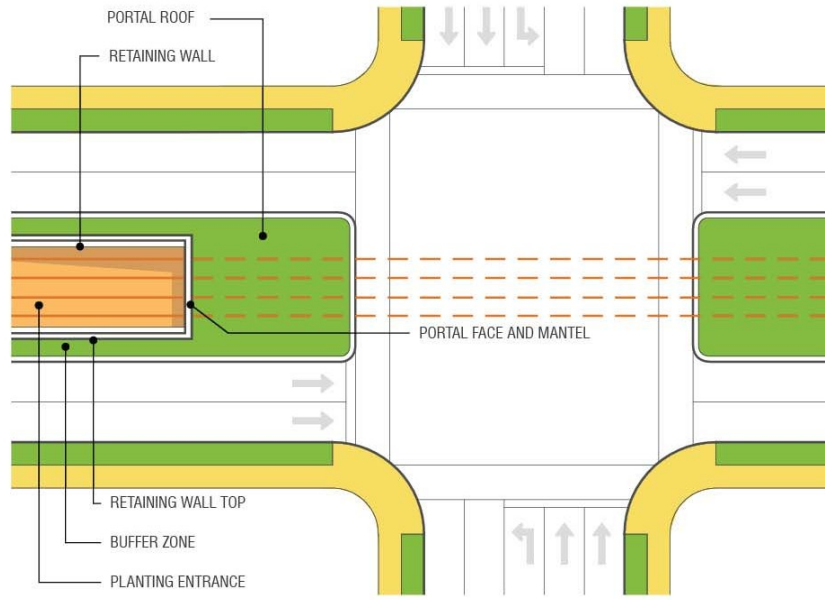 PORTAL ROOF
RETAINING WALL
PORTAL FACE AND MANTEL
RETAINING WALL TOP
BUFFER ZONE
PLANTING ENTRANCE